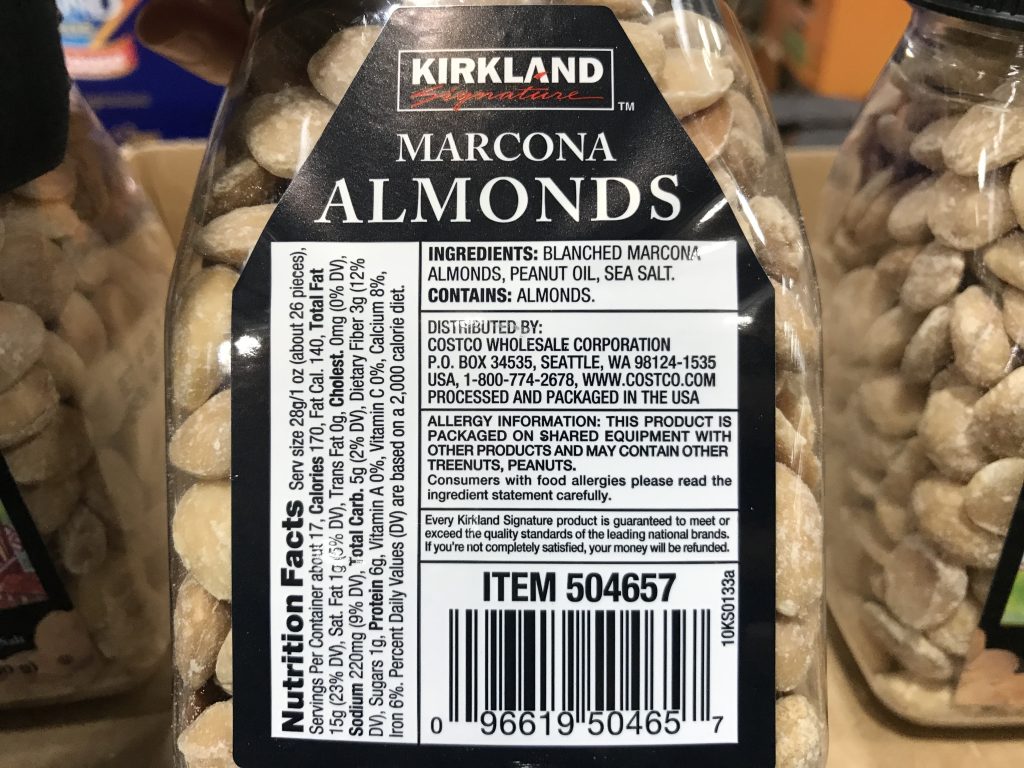 KIRKLAND
Signature
TM
MARCONA
ALMONDS
Nutrition Facts Serv size 28g/1 oz (about 26 pieces),
Servings Per Container about 17, Calories 170, Fat Cal. 140, Total Fat
15g (23% DV), Sat. Fat 1g (5% DV), Trans Fat 0g, Cholest. 0mg (0% DV),
Sodium 220mg (9% DV), Total Carb. 5g (2% DV), Dietary Fiber 3g (12%
DV), Sugars 1g, Protein 6g, Vitamin A 0%, Vitamin C 0%, Calcium 8%,
Iron 6%. Percent Daily Values (DV) are based on a 2,000 calorie diet.
INGREDIENTS: BLANCHED MARCONA
ALMONDS, PEANUT OIL, SEA SALT.
CONTAINS: ALMONDS.
DISTRIBUTED BY:
COSTCO WHOLESALE CORPORATION
P.O. BOX 34535, SEATTLE, WA 98124-1535
USA, 1-800-774-2678, WWW.COSTCO.COM
PROCESSED AND PACKAGED IN THE USA
ALLERGY INFORMATION: THIS PRODUCT IS
PACKAGED ON SHARED EQUIPMENT WITH
OTHER PRODUCTS AND MAY CONTAIN OTHER
TREENUTS, PEANUTS.
Consumers with food allergies please read the
ingredient statement carefully.
Every Kirkland Signature product is guaranteed to meet or
exceed the quality standards of the leading national brands.
If you're not completely satisfied, your money will be refunded.
ITEM 504657
10KS0133a
0 96619 50465 7